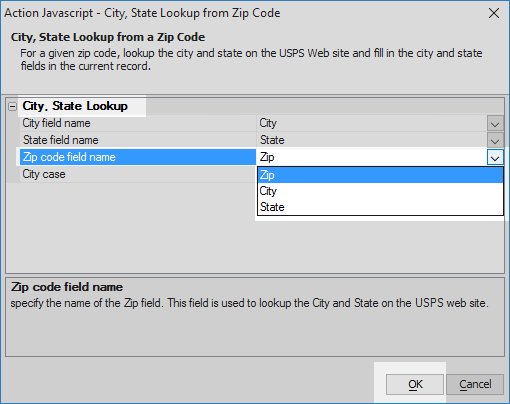 Action Javascript - City, State Lookup from Zip Code
City, State Lookup from a Zip Code
For a given zip code, lookup the city and state on the USPS Web site and fill in the city and state
fields in the current record.
City, State Lookup
City field name City
State field name State
Zip code field name Zip
City case Zip
City
State
Zip code field name
specify the name of the Zip field. This field is used to lookup the City and State on the USPS web site.
OK Cancel